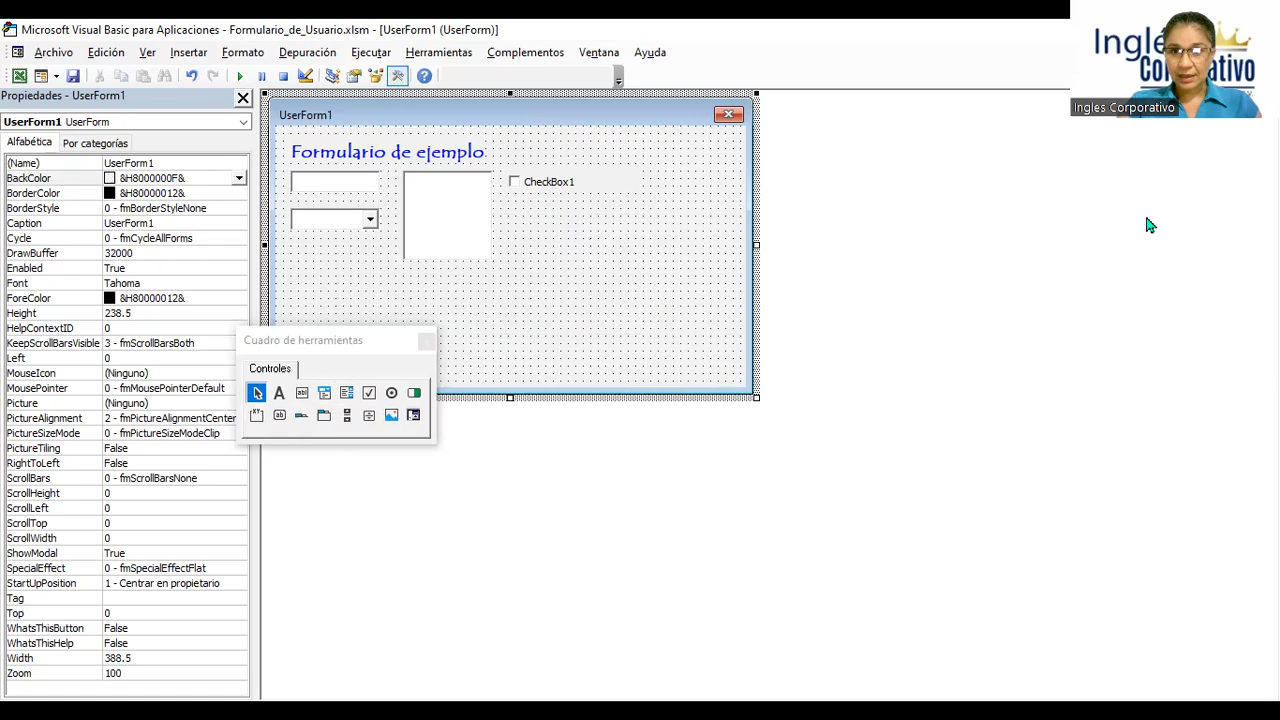 Microsoft Visual Basic para Aplicaciones - Formulario_de_Usuario.xlsm - [UserForm1 (UserForm)]
Archivo Edición Ver Insertar Formato Depuración Ejecutar Herramientas Complementos Ventana Ayuda
Propiedades - UserForm1
UserForm1 UserForm
Alfabética Por categorías
(Name) UserForm1
BackColor &H8000000F&
BorderColor &H80000012&
BorderStyle 0 - fmBorderStyleNone
Caption UserForm1
Cycle 0 - fmCycleAllForms
DrawBuffer 32000
Enabled True
Font Tahoma
ForeColor &H80000012&
Height 238.5
HelpContextID 0
KeepScrollBarsVisible 3 - fmScrollBarsBoth
Left 0
MouseIcon (Ninguno)
MousePointer 0 - fmMousePointerDefault
Picture (Ninguno)
PictureAlignment 2 - fmPictureAlignmentCenter
PictureSizeMode 0 - fmPictureSizeModeClip
PictureTiling False
RightToLeft False
ScrollBars 0 - fmScrollBarsNone
ScrollHeight 0
ScrollLeft 0
ScrollTop 0
ScrollWidth 0
ShowModal True
SpecialEffect 0 - fmSpecialEffectFlat
StartUpPosition 1 - Centrar en propietario
Tag
Top 0
WhatsThisButton False
WhatsThisHelp False
Width 388.5
Zoom 100
UserForm1
Formulario de ejemplo
CheckBox1
Cuadro de herramientas
Controles
A
abl
XY
ab
Corporativo
Ingles Corporativo